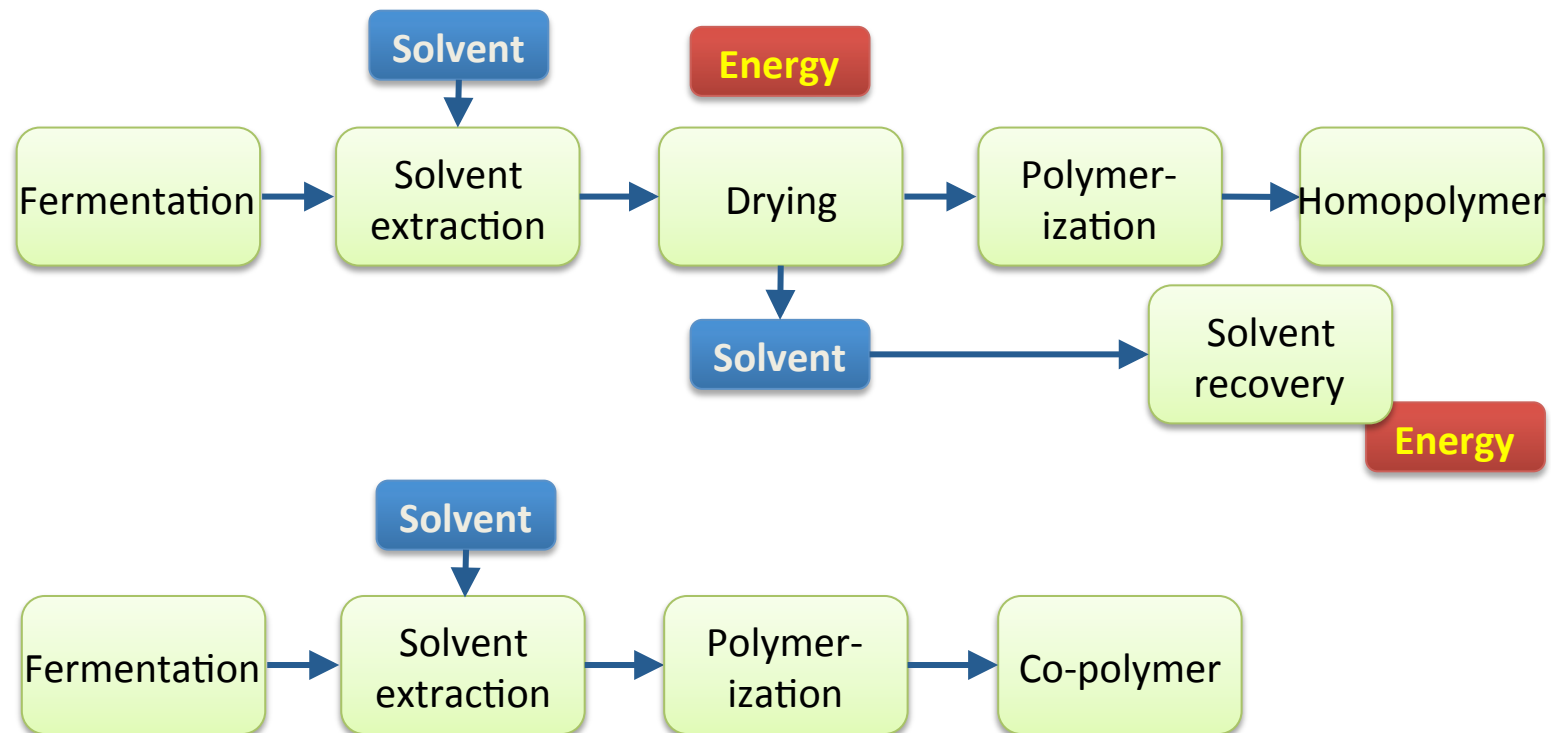 Solvent
Energy
Fermentation
Solvent
extraction
Drying
Polymer-
ization
Homopolymer
Solvent
Solvent
recovery
Energy
Solvent
Fermentation
Solvent
extraction
Polymer-
ization
Co-polymer